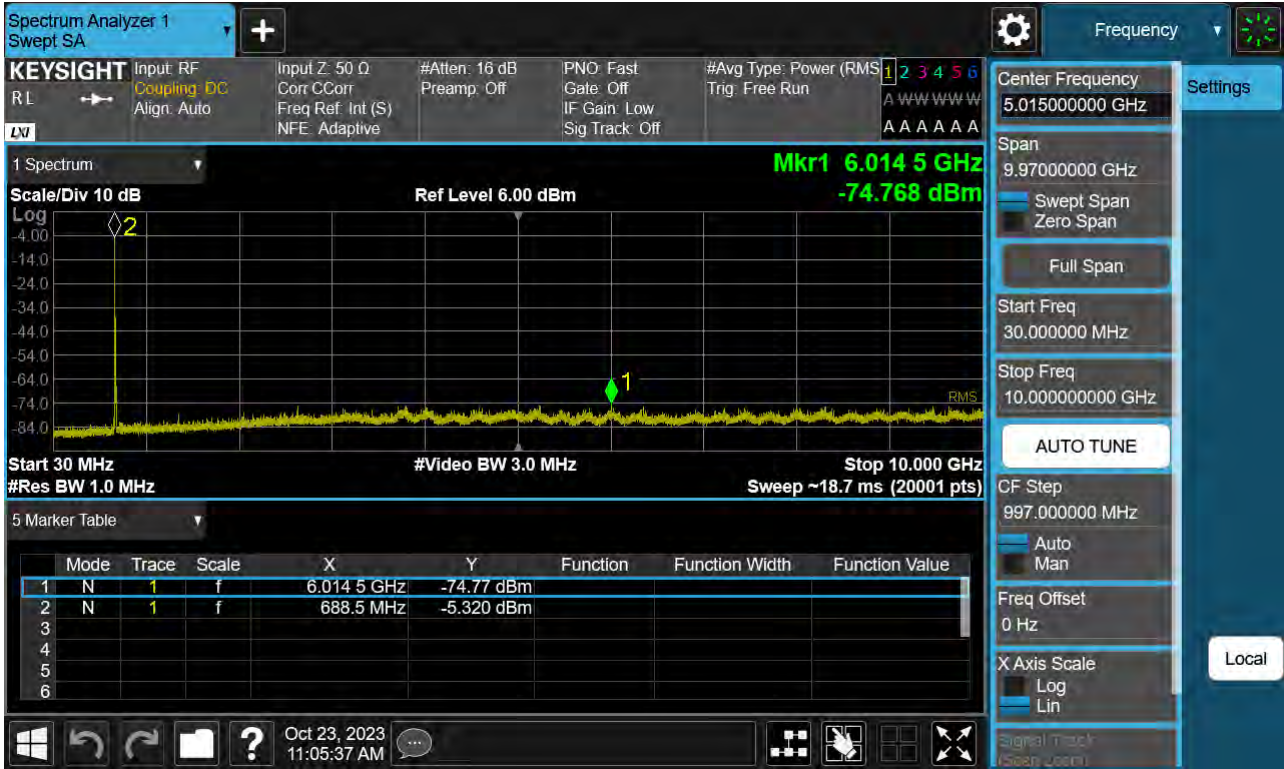 Spectrum Analyzer 1
Swept SA
+
Frequency
KEYSIGHT
RL
LXI
Input: RF
Coupling: DC
Align: Auto
Input Z: 50 Ω
Corr CCorr
Freq Ref: Int (S)
NFE: Adaptive
#Atten: 16 dB
Preamp: Off
PNO: Fast
Gate: Off
IF Gain: Low
Sig Track: Off
#Avg Type: Power (RMS
Trig: Free Run
1 2 3 4 5 6
A W W W W W
A A A A A A
1 Spectrum
Scale/Div 10 dB
Ref Level 6.00 dBm
Mkr1 6.014 5 GHz
-74.768 dBm
Log
-4.00
-14.0
-24.0
-34.0
-44.0
-54.0
-64.0
-74.0
-84.0
2
1
RMS
Start 30 MHz
#Video BW 3.0 MHz
Stop 10.000 GHz
#Res BW 1.0 MHz
Sweep ~18.7 ms (20001 pts)
5 Marker Table
Mode Trace Scale X Y Function Function Width Function Value
1 N 1 f 6.014 5 GHz -74.77 dBm
2 N 1 f 688.5 MHz -5.320 dBm
3
4
5
6
?
Oct 23, 2023
11:05:37 AM
Center Frequency
5.015000000 GHz
Settings
Span
9.97000000 GHz
Swept Span
Zero Span
Full Span
Start Freq
30.000000 MHz
Stop Freq
10.000000000 GHz
AUTO TUNE
CF Step
997.000000 MHz
Auto
Man
Freq Offset
0 Hz
X Axis Scale
Log
Lin
Local
Signal Track
(Span Zoom)